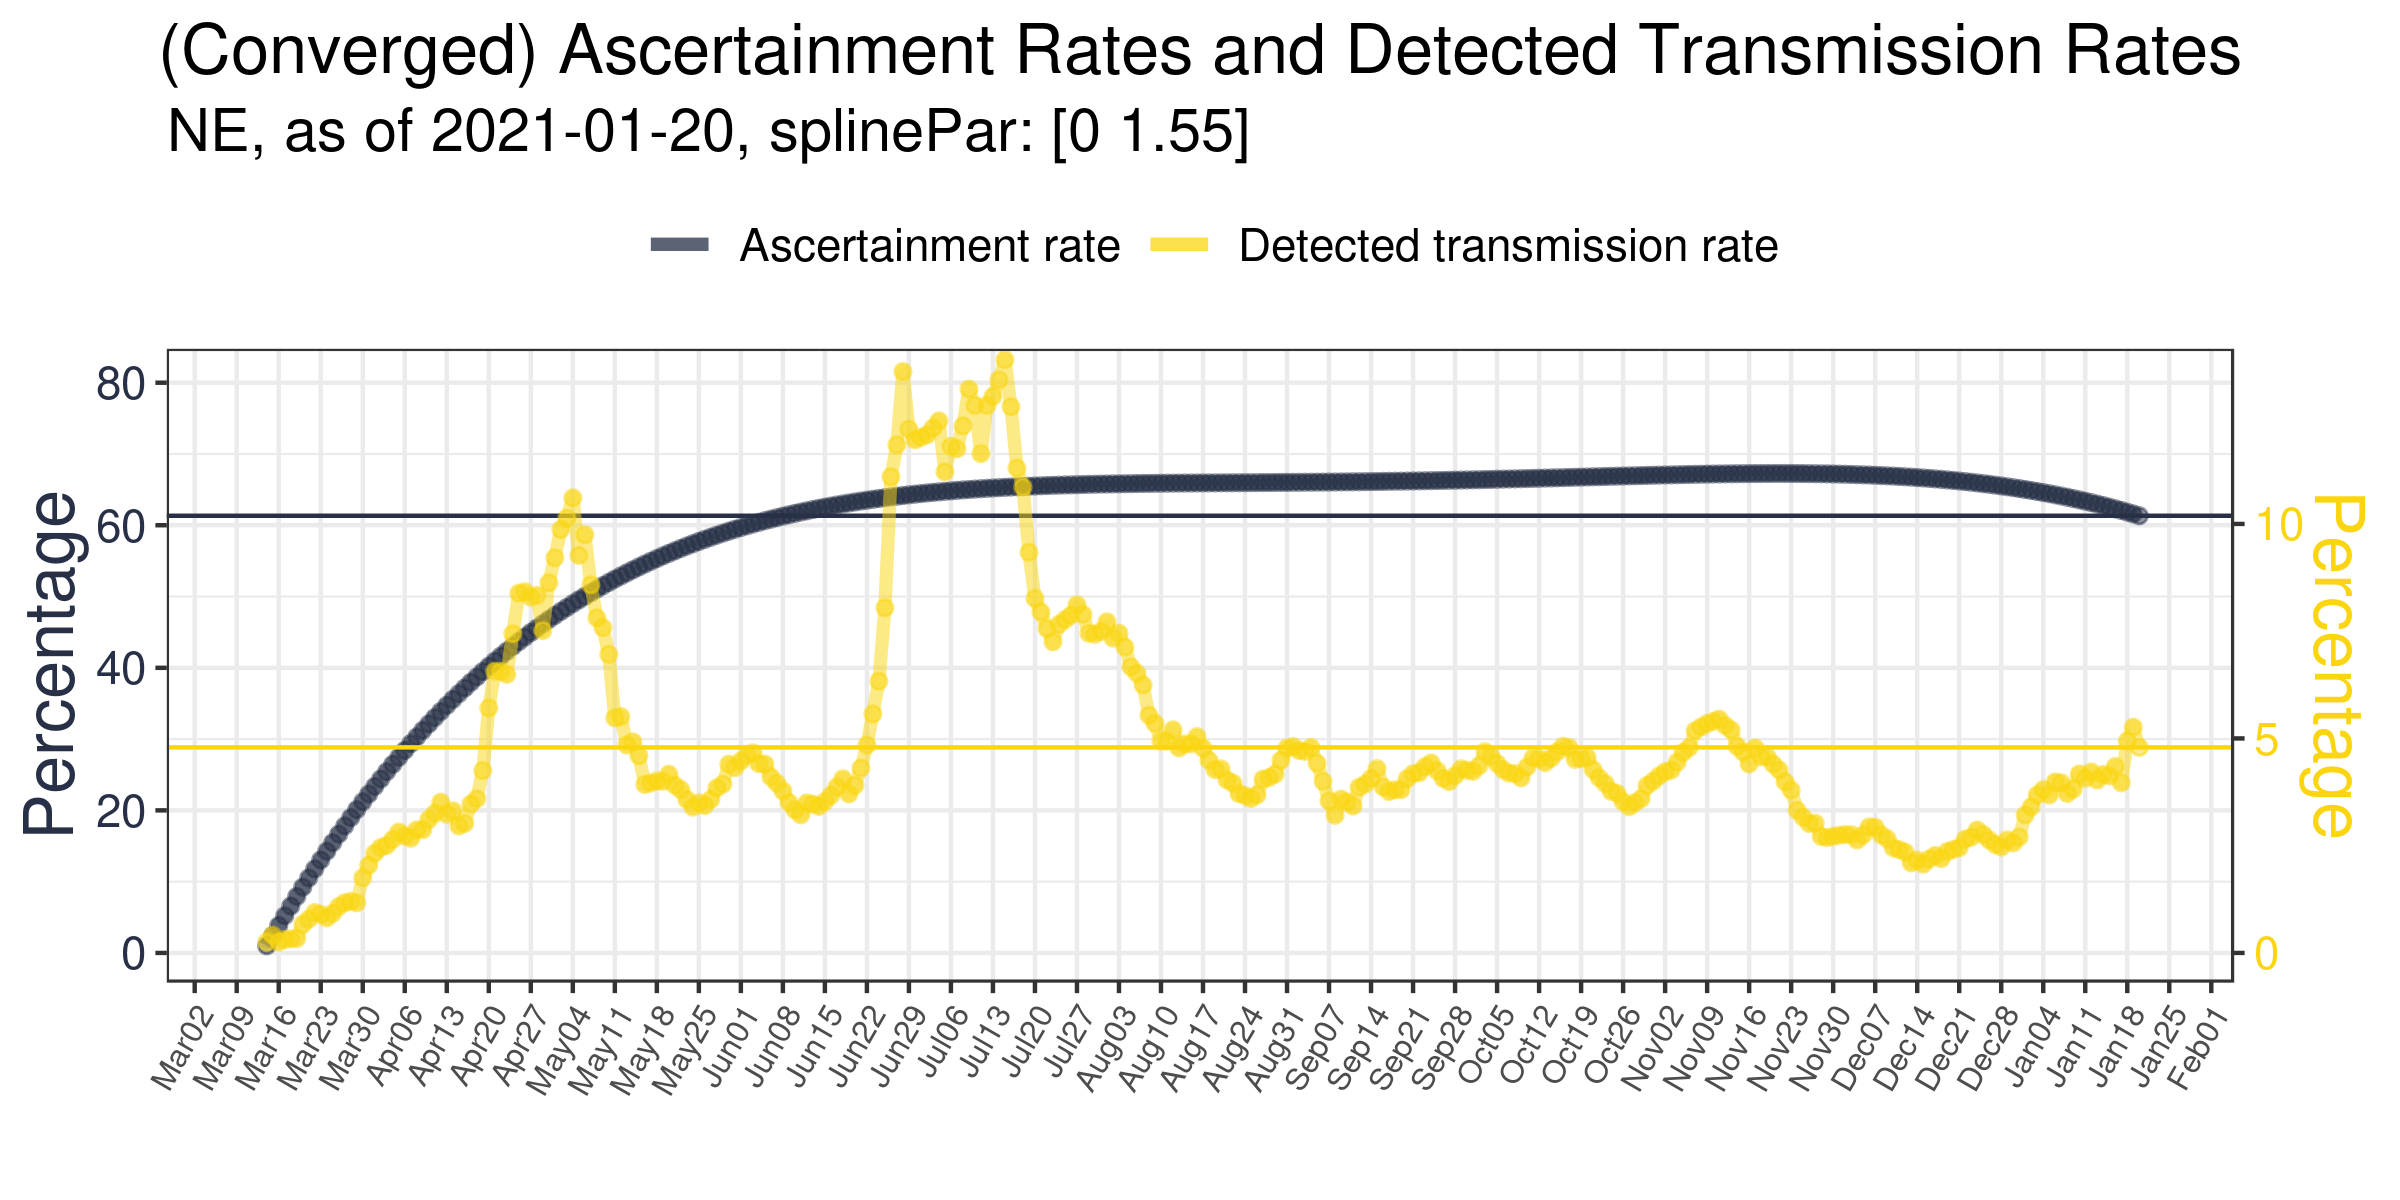 (Converged) Ascertainment Rates and Detected Transmission Rates
NE, as of 2021-01-20, splinePar: [0 1.55]
Ascertainment rate
Detected transmission rate
Percentage
80
60
40
20
0
10
5
0
Percentage
Mar02
Mar09
Mar16
Mar23
Mar30
Apr06
Apr13
Apr20
Apr27
May04
May11
May18
May25
Jun01
Jun08
Jun15
Jun22
Jun29
Jul06
Jul13
Jul20
Jul27
Aug03
Aug10
Aug17
Aug24
Aug31
Sep07
Sep14
Sep21
Sep28
Oct05
Oct12
Oct19
Oct26
Nov02
Nov09
Nov16
Nov23
Nov30
Dec07
Dec14
Dec21
Dec28
Jan04
Jan11
Jan18
Jan25
Feb01